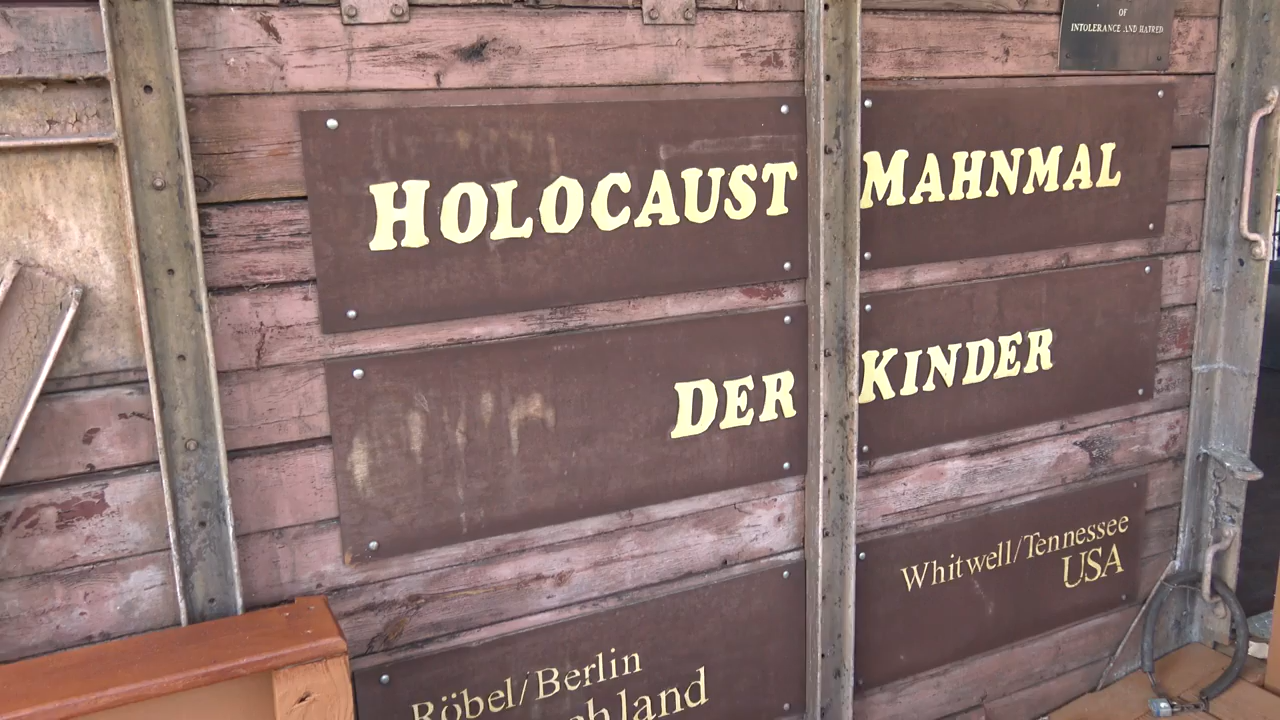 OF
INTOLERANCE AND HATRED
HOLOCAUST MAHNMAL
DER KINDER
Whitwell/Tennessee
USA
Röbel/Berlin